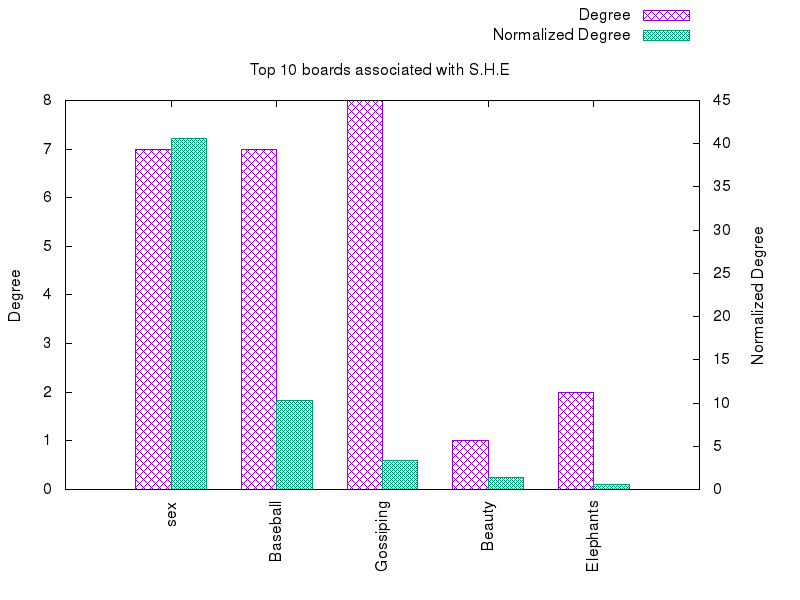 Degree
Normalized Degree
Top 10 boards associated with S.H.E
8
7
6
5
4
3
2
1
0
Degree
45
40
35
30
25
20
15
10
5
0
Normalized Degree
sex
Baseball
Gossiping
Beauty
Elephants